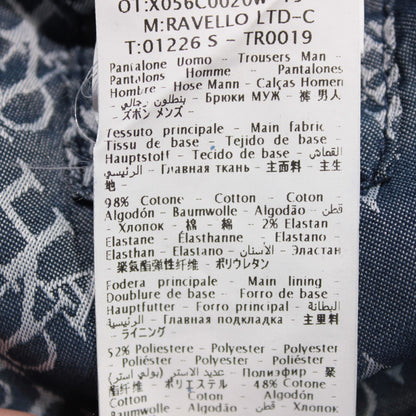 M:RAVELLO LTD-C
T:01226 S - TR0019
Pantalone Uomo - Trousers Man -
Pantalons Homme - Pantalones
Hombre - Hose Mann - Calças Homem
- بنطلون رجالي - Брюки МУЖ - 裤 男人
- ズボン メンズ
Tessuto principale - Main fabric -
Tissu de base - Tejido de base -
Hauptstoff - Tecido de base - القماش
الرئيسي - Главная ткань - 主面料 - 主生
地
98% Cotone - Cotton - Coton -
Algodón - Baumwolle - Algodão - قطن
- Хлопок - 棉 - 綿 - 2% Elastan -
Elastane - Élasthanne - Elastano -
Elasthan - Elastano - إلاستان - Эластан
- 聚氨酯弹性纤维 - ポリウレタン
Fodera principale - Main lining -
Doublure de base - Forro de base -
Hauptfutter - Forro principal - البطانة
الرئيسية - Главная подкладка - 主里料
- ライニング
52% Poliestere - Polyester -
Polyester - Poliéster - Polyester -
Poliéster - عديد الاستر (بولي استر) - Полиэфир - 聚
酯纤维 - ポリエステル - 48% Cotone
- Cotton - Coton - Algodón -
Baumwolle - Algodão - قطن - Хлопок